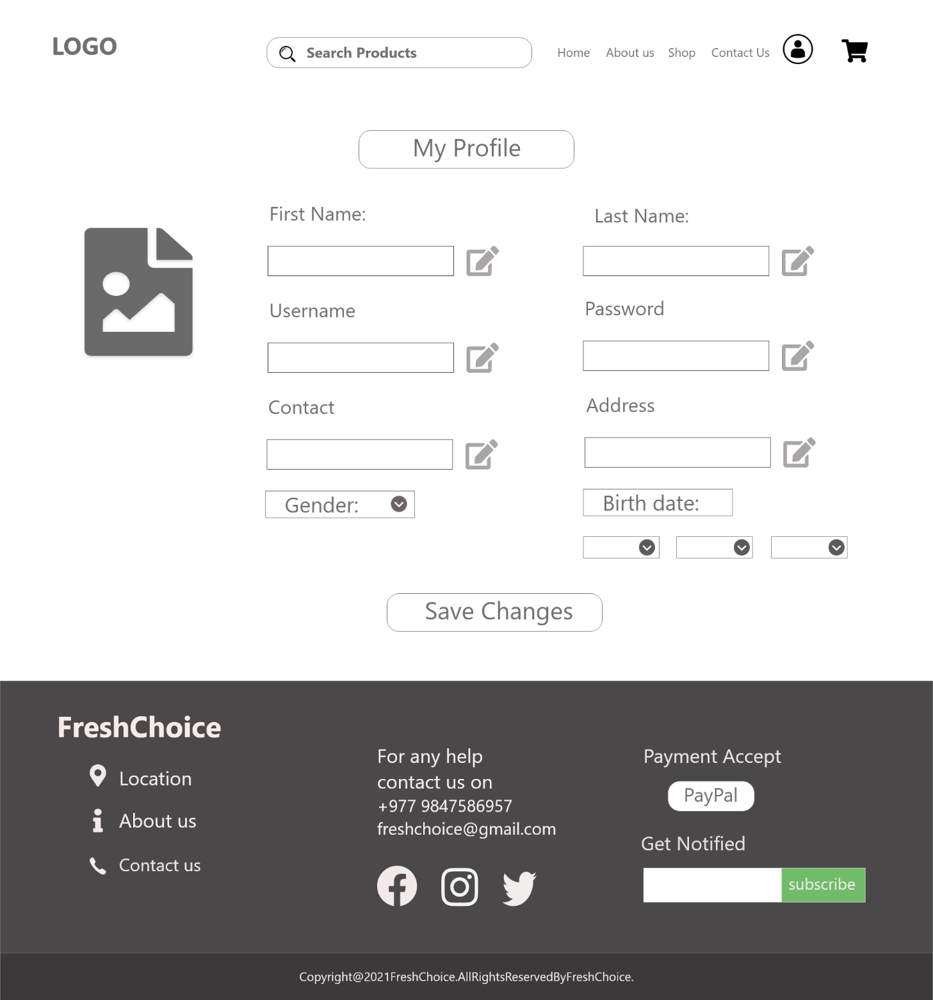 LOGO
Search Products
Home About us Shop Contact Us
My Profile
First Name:
Last Name:
Username
Password
Contact
Address
Gender:
Birth date:
Save Changes
FreshChoice
Location
About us
Contact us
For any help
contact us on
+977 9847586957
freshchoice@gmail.com
Payment Accept
PayPal
Get Notified
subscribe
Copyright@2021FreshChoice.AllRightsReservedByFreshChoice.